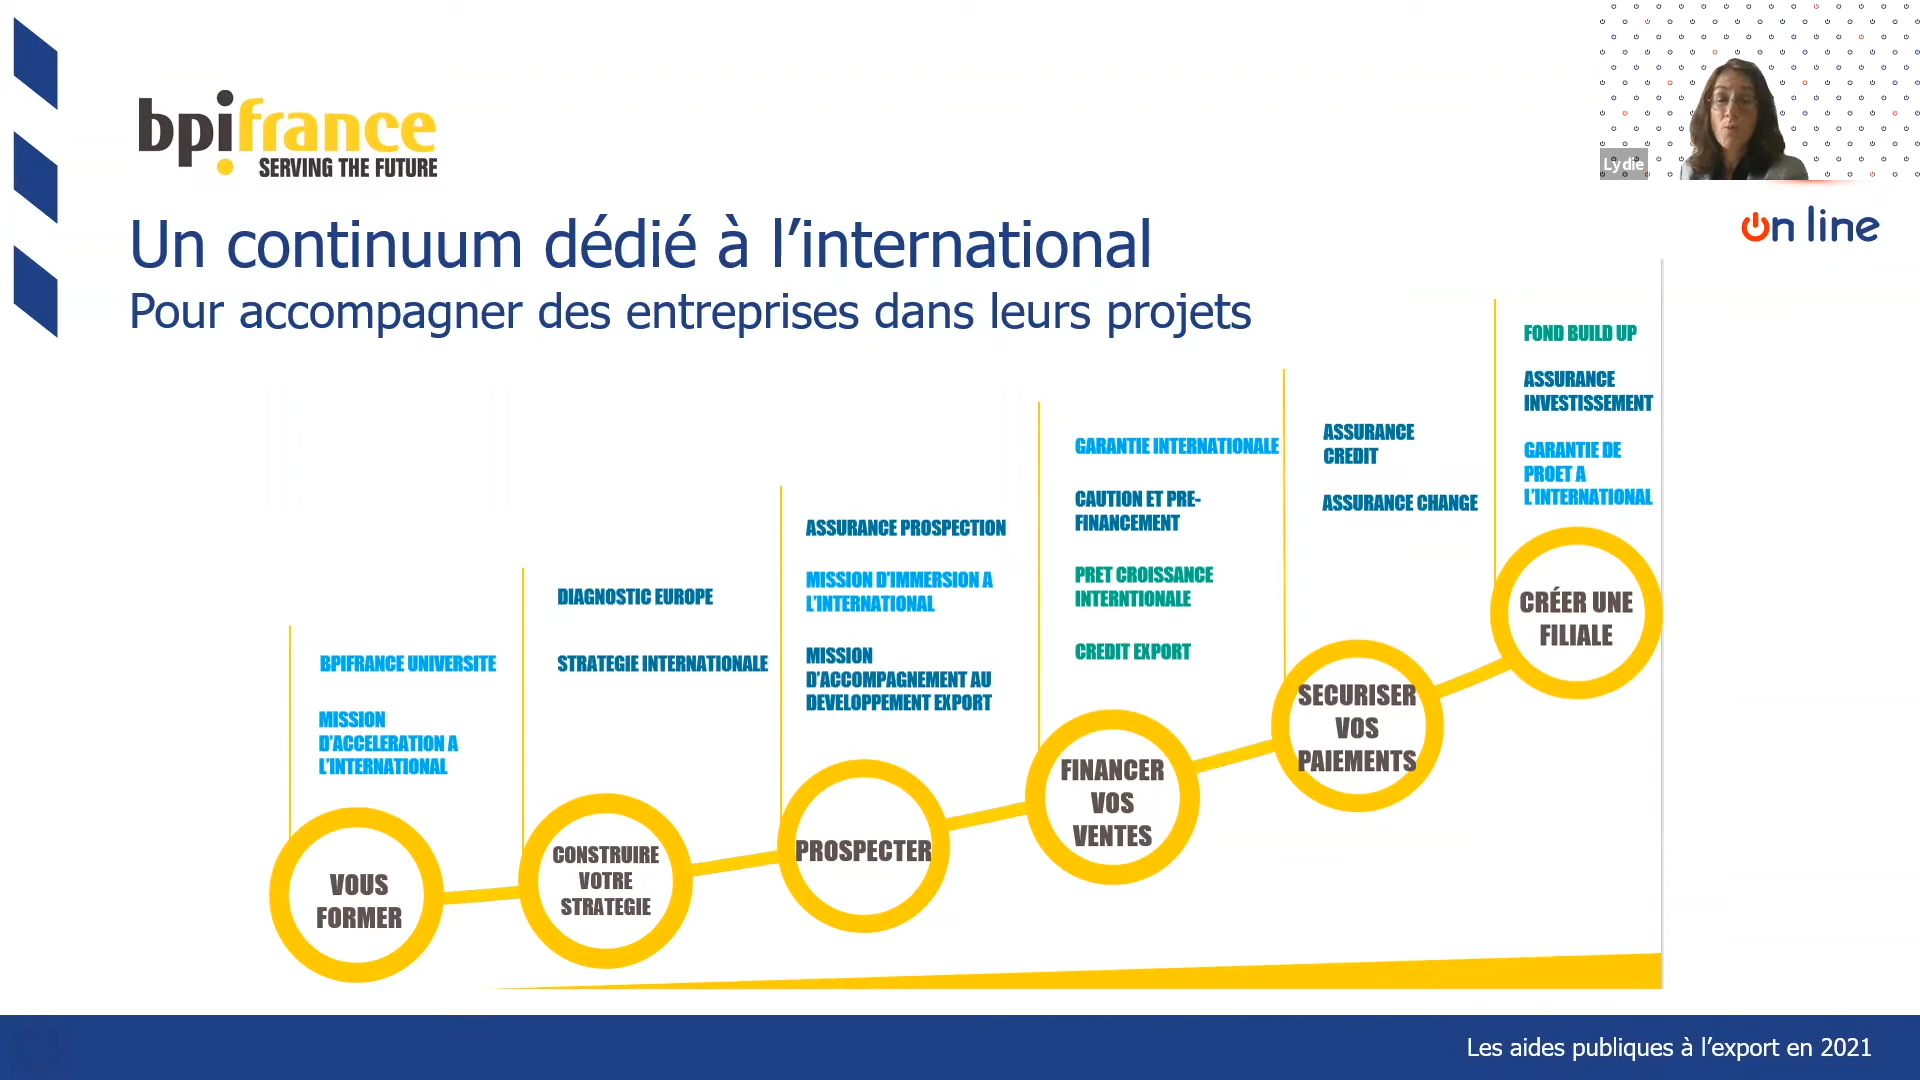 bpifrance
SERVING THE FUTURE
Lydie
on line
Un continuum dédié à l’international
Pour accompagner des entreprises dans leurs projets
BPIFRANCE UNIVERSITE
MISSION
D’ACCELERATION A
L’INTERNATIONAL
VOUS
FORMER
DIAGNOSTIC EUROPE
STRATEGIE INTERNATIONALE
CONSTRUIRE
VOTRE
STRATEGIE
ASSURANCE PROSPECTION
MISSION D’IMMERSION A
L’INTERNATIONAL
MISSION
D’ACCOMPAGNEMENT AU
DEVELOPPEMENT EXPORT
PROSPECTER
GARANTIE INTERNATIONALE
CAUTION ET PRE-
FINANCEMENT
PRET CROISSANCE
INTERNTIONALE
CREDIT EXPORT
FINANCER
VOS
VENTES
ASSURANCE
CREDIT
ASSURANCE CHANGE
SECURISER
VOS
PAIEMENTS
FOND BUILD UP
ASSURANCE
INVESTISSEMENT
GARANTIE DE
PROET A
L’INTERNATIONAL
CRÉER UNE
FILIALE
Les aides publiques à l’export en 2021